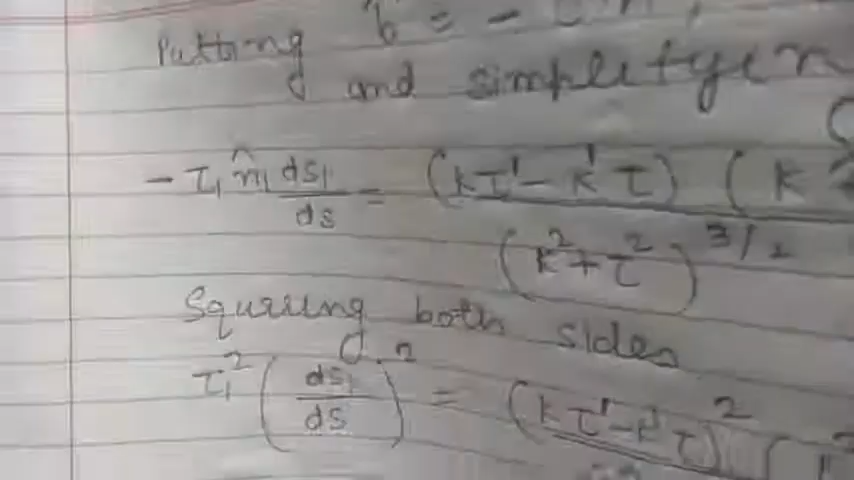 Putting b = - 
and simplifyin
-τ₁ n̂₁ ds₁/ds = (kτ' - k'τ) (k / (k² + τ²)^3/2
Squaring both sides
τ₁² (ds₁/ds)² = (kτ' - k'τ)² (